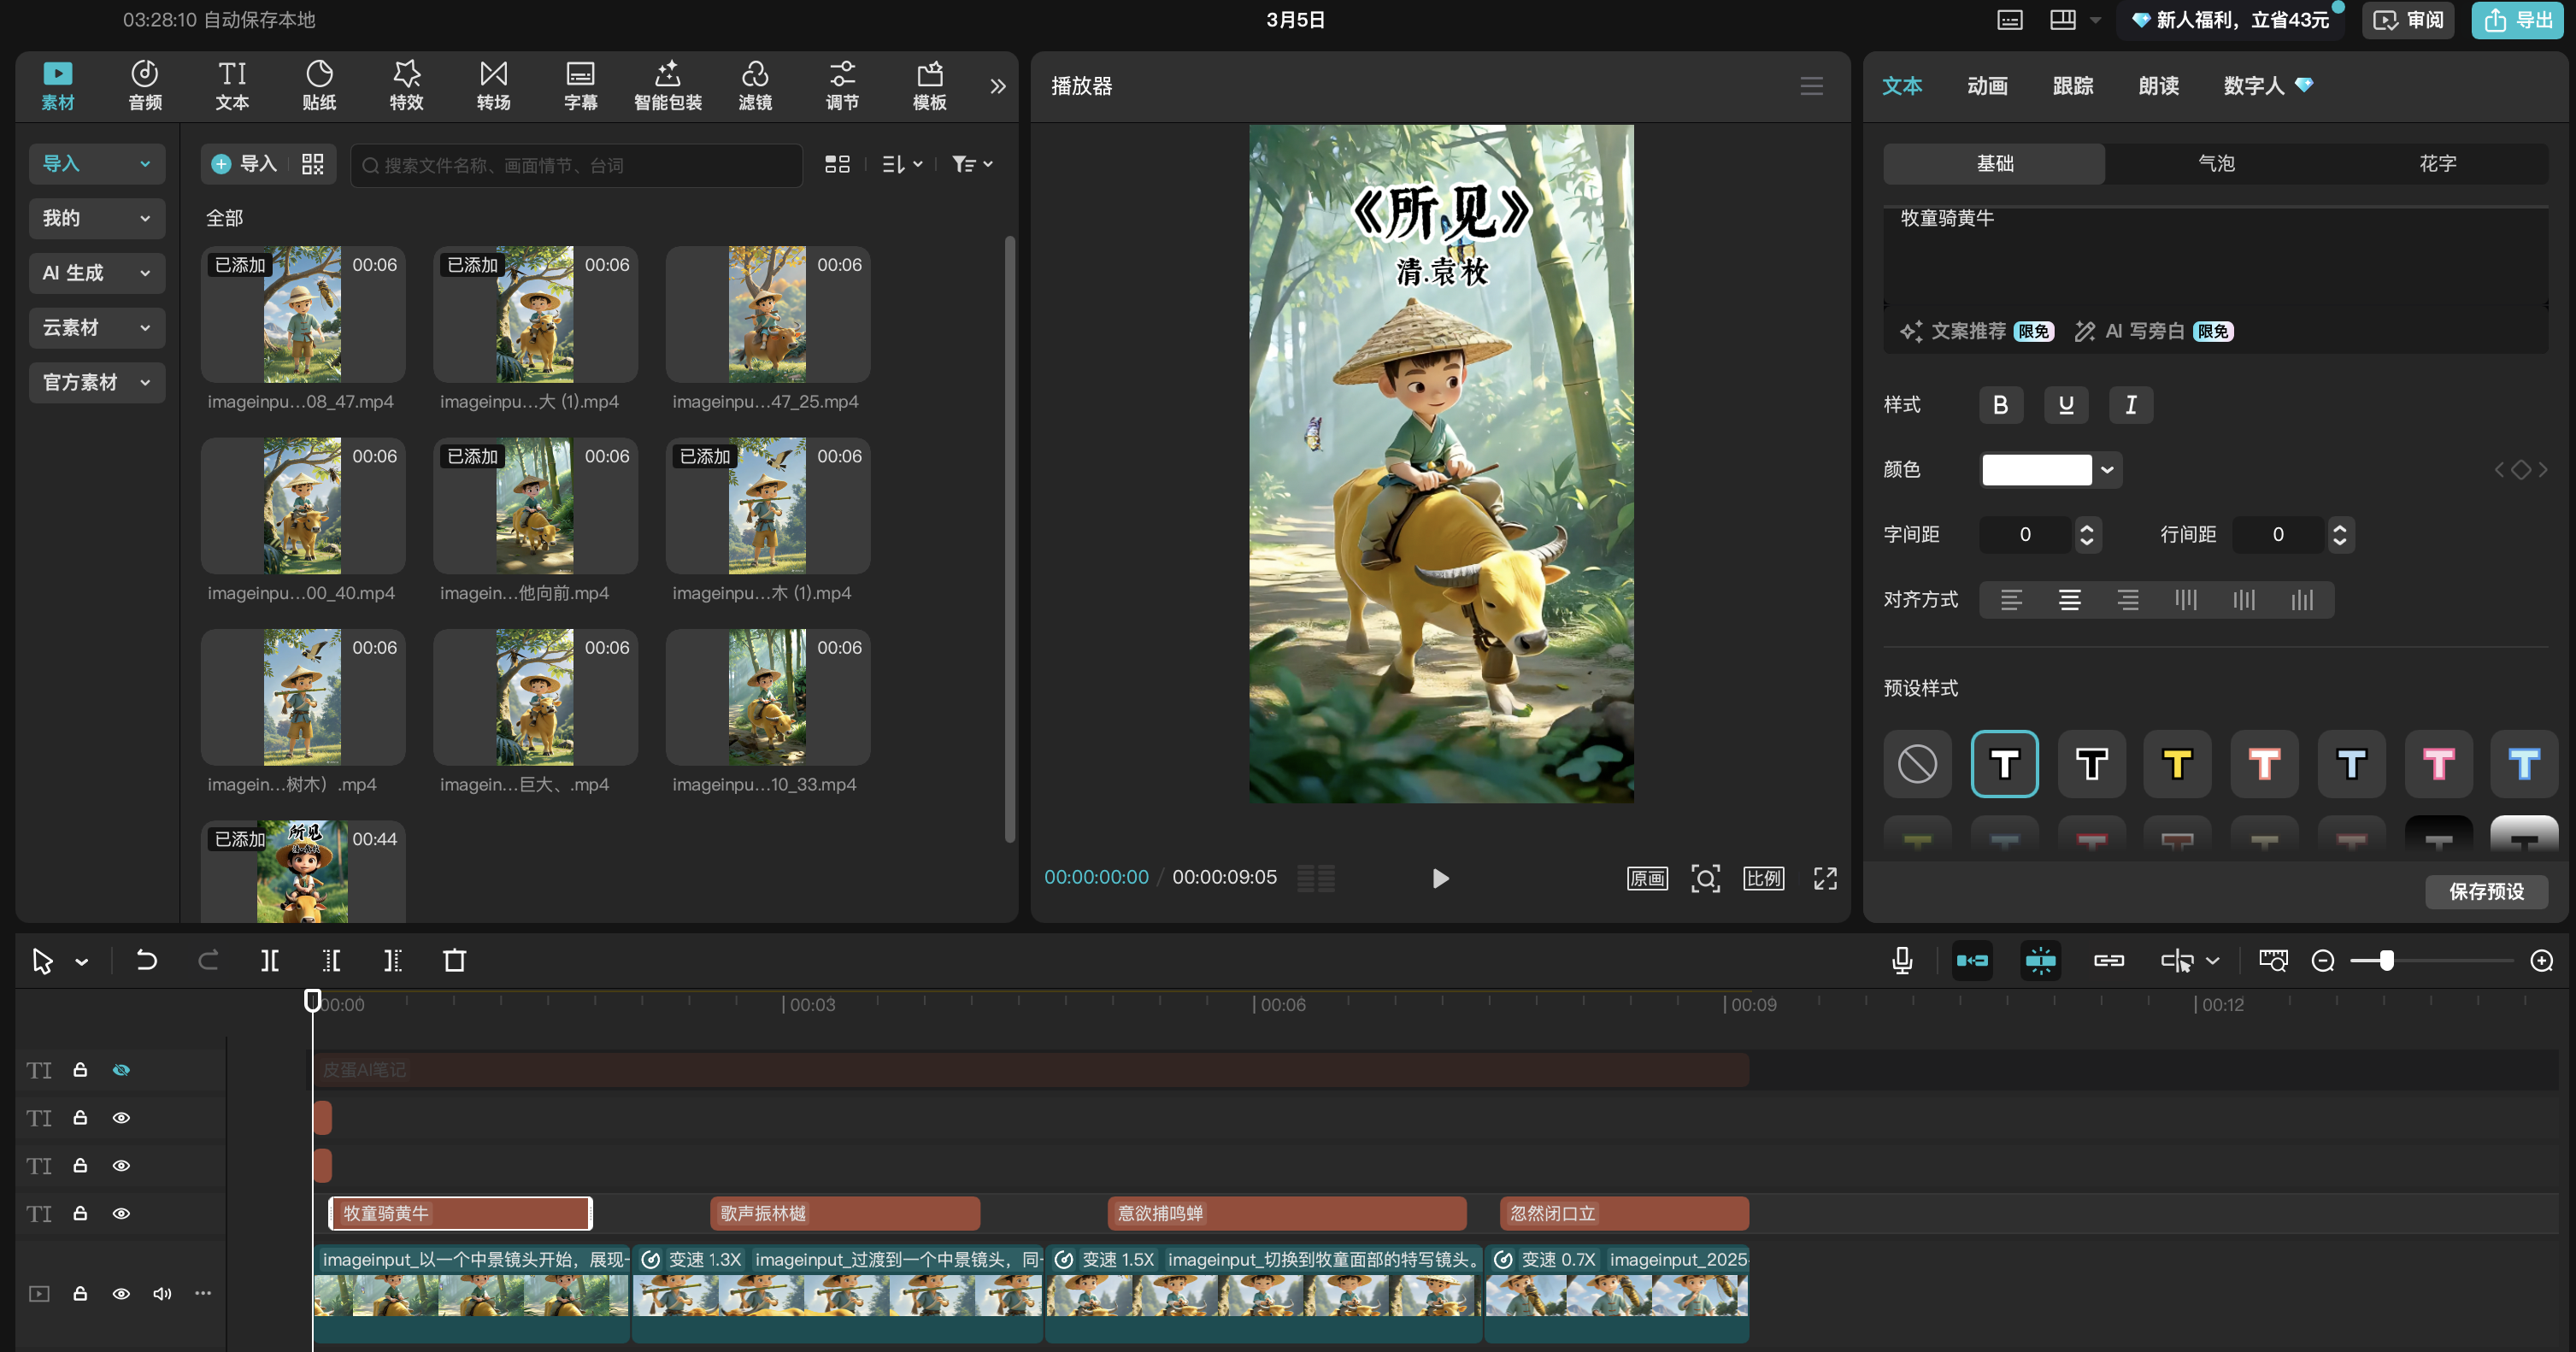 03:28:10 自动保存本地
3月5日
新人福利，立省43元
审阅
导出
素材
音频
文本
贴纸
特效
转场
字幕
智能包装
滤镜
调节
模板
导入
我的
AI 生成
云素材
官方素材
导入
搜索文件名称、画面情节、台词
全部
已添加 00:06
已添加 00:06
00:06
imageinpu...08_47.mp4
imageinpu...大 (1).mp4
imageinpu...47_25.mp4
00:06
已添加 00:06
已添加 00:06
imageinpu...00_40.mp4
imagein...他向前.mp4
imageinpu...木 (1).mp4
00:06
00:06
00:06
imagein...树木）.mp4
imagein...巨大、.mp4
imageinpu...10_33.mp4
已添加 00:44
所见
播放器
《所见》
清.袁枚
00:00:00:00 / 00:00:09:05
原画
比例
文本
动画
跟踪
朗读
数字人
基础
气泡
花字
牧童骑黄牛
文案推荐 限免 AI 写旁白 限免
样式 B U I
颜色
字间距 0 行间距 0
对齐方式
预设样式
T T T T T T T
保存预设
00:00 00:03 00:06 00:09 00:12
TI 皮蛋AI笔记
TI
TI
TI 牧童骑黄牛 歌声振林樾 意欲捕鸣蝉 忽然闭口立
imageinput_以一个中景镜头开始，展现 变速 1.3X imageinput_过渡到一个中景镜头，同 变速 1.5X imageinput_切换到牧童面部的特写镜头。 变速 0.7X imageinput_2025